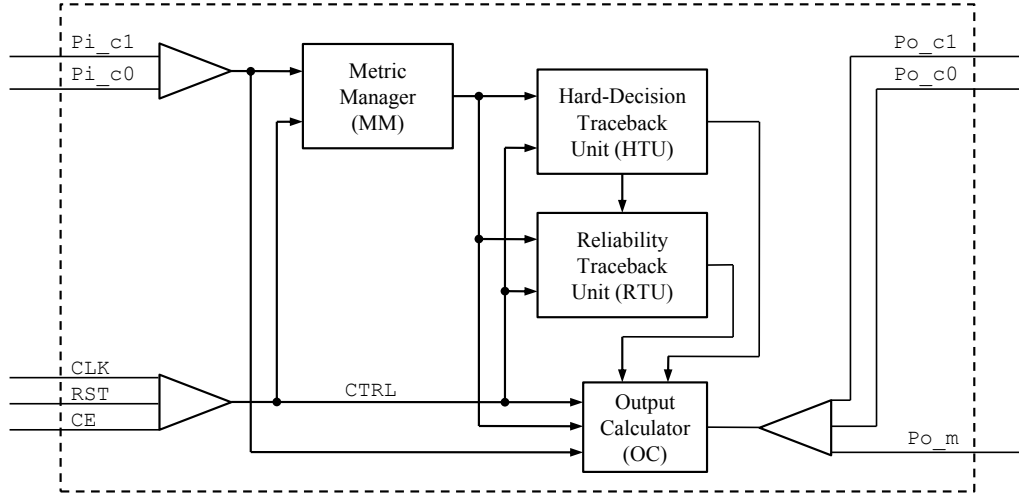 Pi_c1
Pi_c0
Metric
Manager
(MM)
Hard-Decision
Traceback
Unit (HTU)
Po_c1
Po_c0
Reliability
Traceback
Unit (RTU)
CLK
RST
CE
CTRL
Output
Calculator
(OC)
Po_m